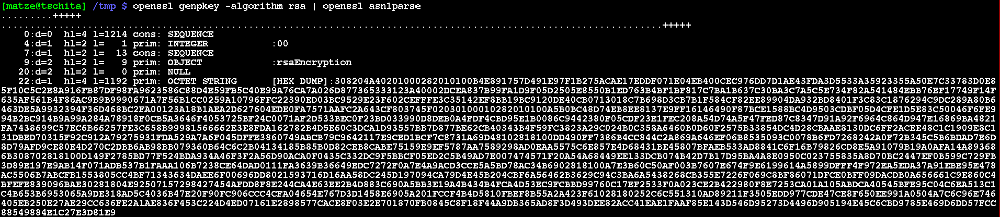 [matze@tschita] /tmp $ openssl genpkey -algorithm rsa | openssl asn1parse
.........+++++
...................................................................................................................+++++
    0:d=0  hl=4 l=1214 cons: SEQUENCE
    4:d=1  hl=2 l=   1 prim: INTEGER           :00
    7:d=1  hl=2 l=  13 cons: SEQUENCE
    9:d=2  hl=2 l=   9 prim: OBJECT            :rsaEncryption
   20:d=2  hl=2 l=   0 prim: NULL
   22:d=1  hl=4 l=1192 prim: OCTET STRING      [HEX DUMP]:308204A40201000282010100B4E891757D491E97F1B275ACAE17EDDF071E04EB400CEC976DD7D1AE43FDA3D5533A35923355A50E7C33783D0E8
5F10C5C2E8A916FB87DF98FA9623586C88D4E59FB5C40E99A76CA7A026D877365333123A40002DCEA837B99FA1D9F05D2505E8550B1ED763B4BF1BF817C7BA1B637C30BA3C7A5C5E734F82A541484EBB76EF17749F14F
635AF561B4F86AC9B9B9990671A7F56B1CC0259A10796FFC22390ED03BC9529E23F602CEFFFE3C35142EF8BB19BC9120DE40CB0713018C7B698D3CB7B1F584CF82EE89904DA932BD8401F3C83C1876294C9DC289A80B6
463DE5A9932394F36D468BC2FA00123A18B1AEA2D627604EDE0FA7571AAFC2A643CF803745F02030100010282010100A5B0BC48D74EB8EE8137E9FF16146490F87BCE1588BC4D9503CDBF05D4CFE1D5E83C50046F6FE9
94B2BC914B9A99A284A78918F0CB5A3646F4053725BF24C0071AF2D533BEC0F23BD033990D8DEB0A4FDF4CBD95E1B0086C9442380F05CDF23E1FEC208A54D74A5F47FED87C8347D91A92F6964C864D947E16869BA4821
FA7438699C57EC6B66257FE3C658B99981566662E3E8FDA162782B4D5E60C3DCA1D93557BB7D877BE62CB40343B4F59FC3823A29C024B0C358A6460B0D60F2575B33854DC4D28CBAAE8130DC6FF2ACEE48C1C1909E8C1
31DBED70315F92C912A79275931FDA529A7A6F045DFFE3860749ABCB79C9642117E9CED1BCF7C8731A69D48102818100DD490FF7386B4CC844C2A869A646EF06B8535093C0078B6FD7268242A0F72B345C5B6BDAD7E6D
8D79AFD9CE80E4D270C2DBB6AB98BB079360B64C6C2B04134185B85B0D82CEB8CABE75159E9EF5787AA7589298AD0EAA5575C6E857E4D68431BE45807BFAEB533AD8841C6F16B79826CD8E5A91079B19A0AFA14A89368
6B308702818100D149F2785BD77F524BDA934A46F3F2A56D90ACA0F0435C332DC9F5BBCF05ED2C5B49AD7E007474571F20A54A68449EE133DCB074B42D7B17D95BA4A8E0950C023755835A8D70BC2447EF0B599C729FB
3D89E197E9AB14F071ADB537B1FAAA106B7238CE64DAD0111FA3639B36649EDC7272F0A7E4A9ACD3CCE5A5BD78AC34B6902818100A7E3B60C50AF003B7607E674F9E6199614A5899DFFF4F972EA5EDA37A91EBE95E478
AC5506B7ABCFB1553805CC4BF71343634DAEE6F00696DD8021593716D16AA58DC245D197094CA79D4E45B204CBF6A56462B3629C94C3BA6A5438268CB355E7226F069C8BF86071DFCE0BFF09DACDB0A656661C9E860C4
BFEFE839096BAE30281804E92507157298427454AFDD8F8E244CA4E63EE2B4D883C690A5BB3E19A4B434B4FCA4D53EC9FCBBD99760C17EF2533F0A023CE2B422980F8E7253CA01A105ABDCA40545BFE95C04C6EA513C1
C4B653B6953065A9DE318AD5C4036B47E20F90FC906CCC4CFA04654E767D3D1458E6905A201FCCF4B4D5810FBEF8B55A2A423F61028180252C6C551310AD89211F3505EDD977CDE47CE8F650EE991A0504A7C6C96E746
405EB250E27AE29CC636FE2A1AE836F453C224D4ED07161E2898577CACE8F03E2E701870FB0845C8F18F44A9DB365AD8F3D493DEE82ACC41EAE1FAAF85E143D546D95273D4496D905194E45C6CBD9785E469D6DD57FCC
88549884E1C27E3D81E9